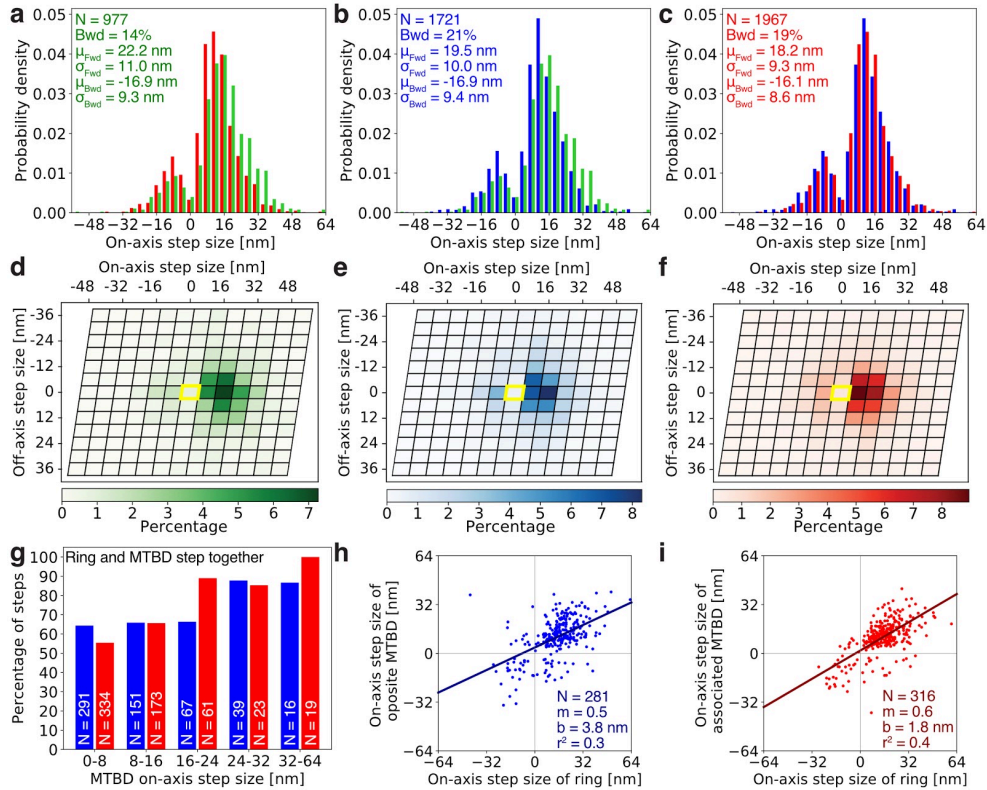 a
N = 977
Bwd = 14%
μFwd = 22.2 nm
σFwd = 11.0 nm
μBwd = -16.9 nm
σBwd = 9.3 nm
Probability density
0.05
0.04
0.03
0.02
0.01
0.00
−48 −32 −16 0 16 32 48 64
On-axis step size [nm]
b
N = 1721
Bwd = 21%
μFwd = 19.5 nm
σFwd = 10.0 nm
μBwd = -16.9 nm
σBwd = 9.4 nm
Probability density
0.05
0.04
0.03
0.02
0.01
0.00
−48 −32 −16 0 16 32 48 64
On-axis step size [nm]
c
N = 1967
Bwd = 19%
μFwd = 18.2 nm
σFwd = 9.3 nm
μBwd = -16.1 nm
σBwd = 8.6 nm
Probability density
0.05
0.04
0.03
0.02
0.01
0.00
−48 −32 −16 0 16 32 48 64
On-axis step size [nm]
d
On-axis step size [nm]
-48 -32 -16 0 16 32 48
Off-axis step size [nm]
-36
-24
-12
0
12
24
36
0 1 2 3 4 5 6 7
Percentage
e
On-axis step size [nm]
-48 -32 -16 0 16 32 48
Off-axis step size [nm]
-36
-24
-12
0
12
24
36
0 1 2 3 4 5 6 7 8
Percentage
f
On-axis step size [nm]
-48 -32 -16 0 16 32 48
Off-axis step size [nm]
-36
-24
-12
0
12
24
36
0 1 2 3 4 5 6 7 8
Percentage
g
Ring and MTBD step together
Percentage of steps
100
90
80
70
60
50
40
30
20
10
0
N = 291
N = 334
N = 151
N = 173
N = 67
N = 61
N = 39
N = 23
N = 16
N = 19
0-8 8-16 16-24 24-32 32-64
MTBD on-axis step size [nm]
h
On-axis step size of
opposite MTBD [nm]
64
32
0
−32
−64
N = 281
m = 0.5
b = 3.8 nm
r² = 0.3
−64 −32 0 32 64
On-axis step size of ring [nm]
i
On-axis step size of
associated MTBD [nm]
64
32
0
−32
−64
N = 316
m = 0.6
b = 1.8 nm
r² = 0.4
−64 −32 0 32 64
On-axis step size of ring [nm]